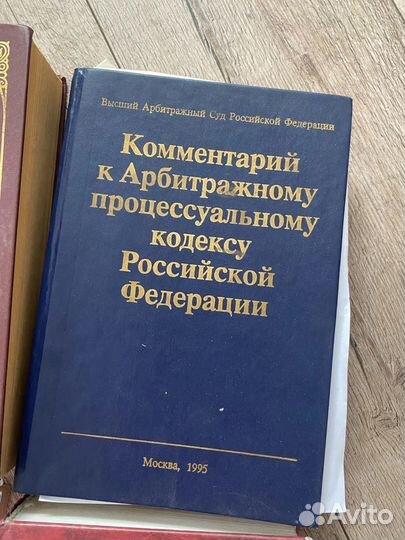 Высший Арбитражный Суд Российской Федерации
Комментарий
к Арбитражному
процессуальному
кодексу
Российской
Федерации
Москва, 1995
Avito